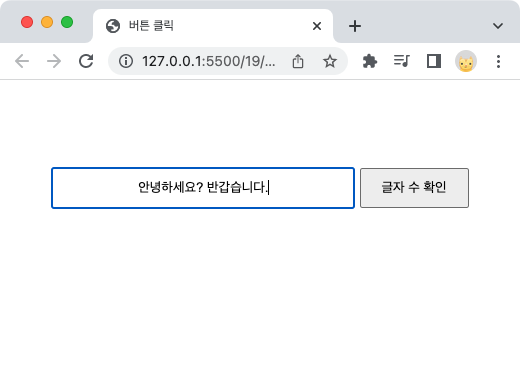 버튼 클릭
127.0.0.1:5500/19/...
안녕하세요? 반갑습니다.
글자 수 확인